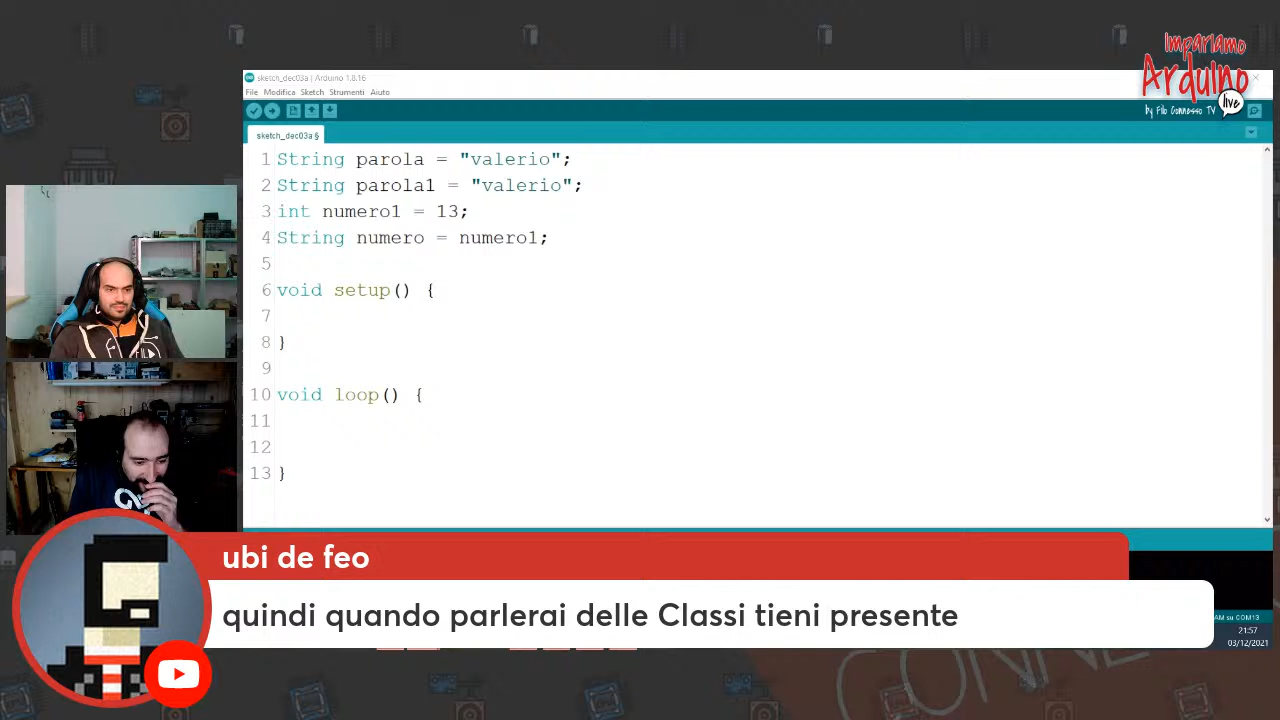 Impariamo
Arduino
live
by Filo Connesso TV
sketch_dec03a | Arduino 1.8.16
File Modifica Sketch Strumenti Aiuto
sketch_dec03a §
1 String parola = "valerio";
2 String parola1 = "valerio";
3 int numero1 = 13;
4 String numero = numero1;
5
6 void setup() {
7
8 }
9
10 void loop() {
11
12
13 }
ubi de feo
quindi quando parlerai delle Classi tieni presente
su COM13
21:57
03/12/2021
CONNE